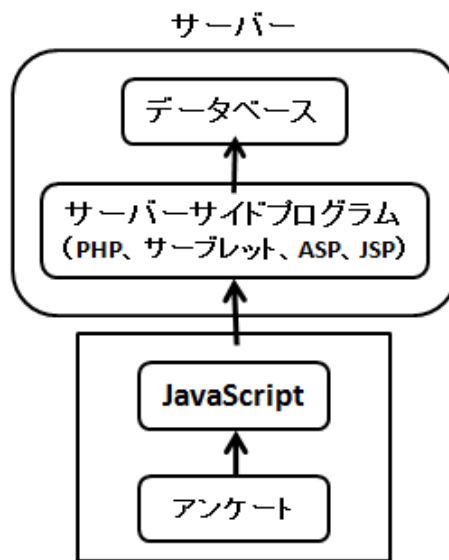 サーバー
データベース
サーバーサイドプログラム
（PHP、サーブレット、ASP、JSP）
JavaScript
アンケート